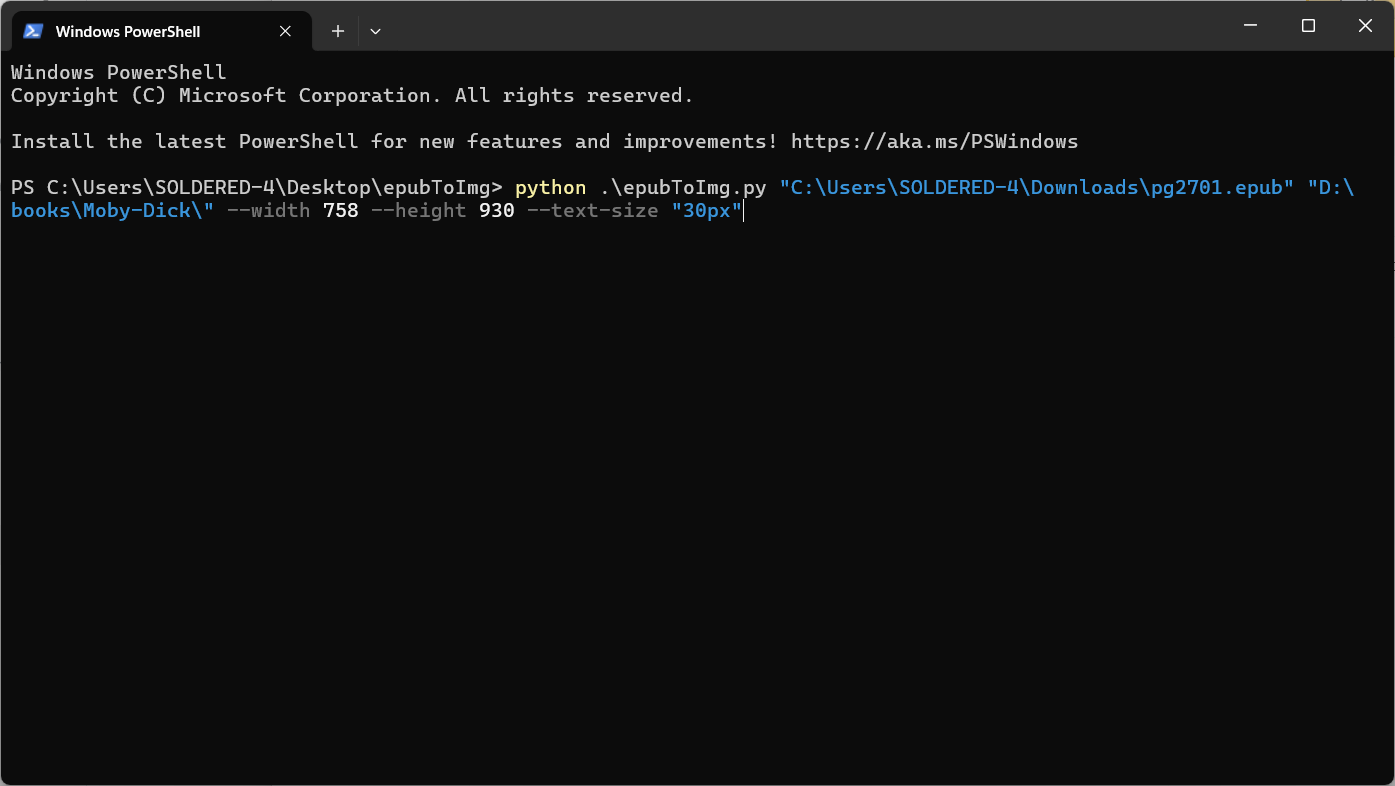 Windows PowerShell
Windows PowerShell
Copyright (C) Microsoft Corporation. All rights reserved.
Install the latest PowerShell for new features and improvements! https://aka.ms/PSWindows
PS C:\Users\SOLDERED-4\Desktop\epubToImg> python .\epubToImg.py "C:\Users\SOLDERED-4\Downloads\pg2701.epub" "D:\
books\Moby-Dick\" --width 758 --height 930 --text-size "30px"